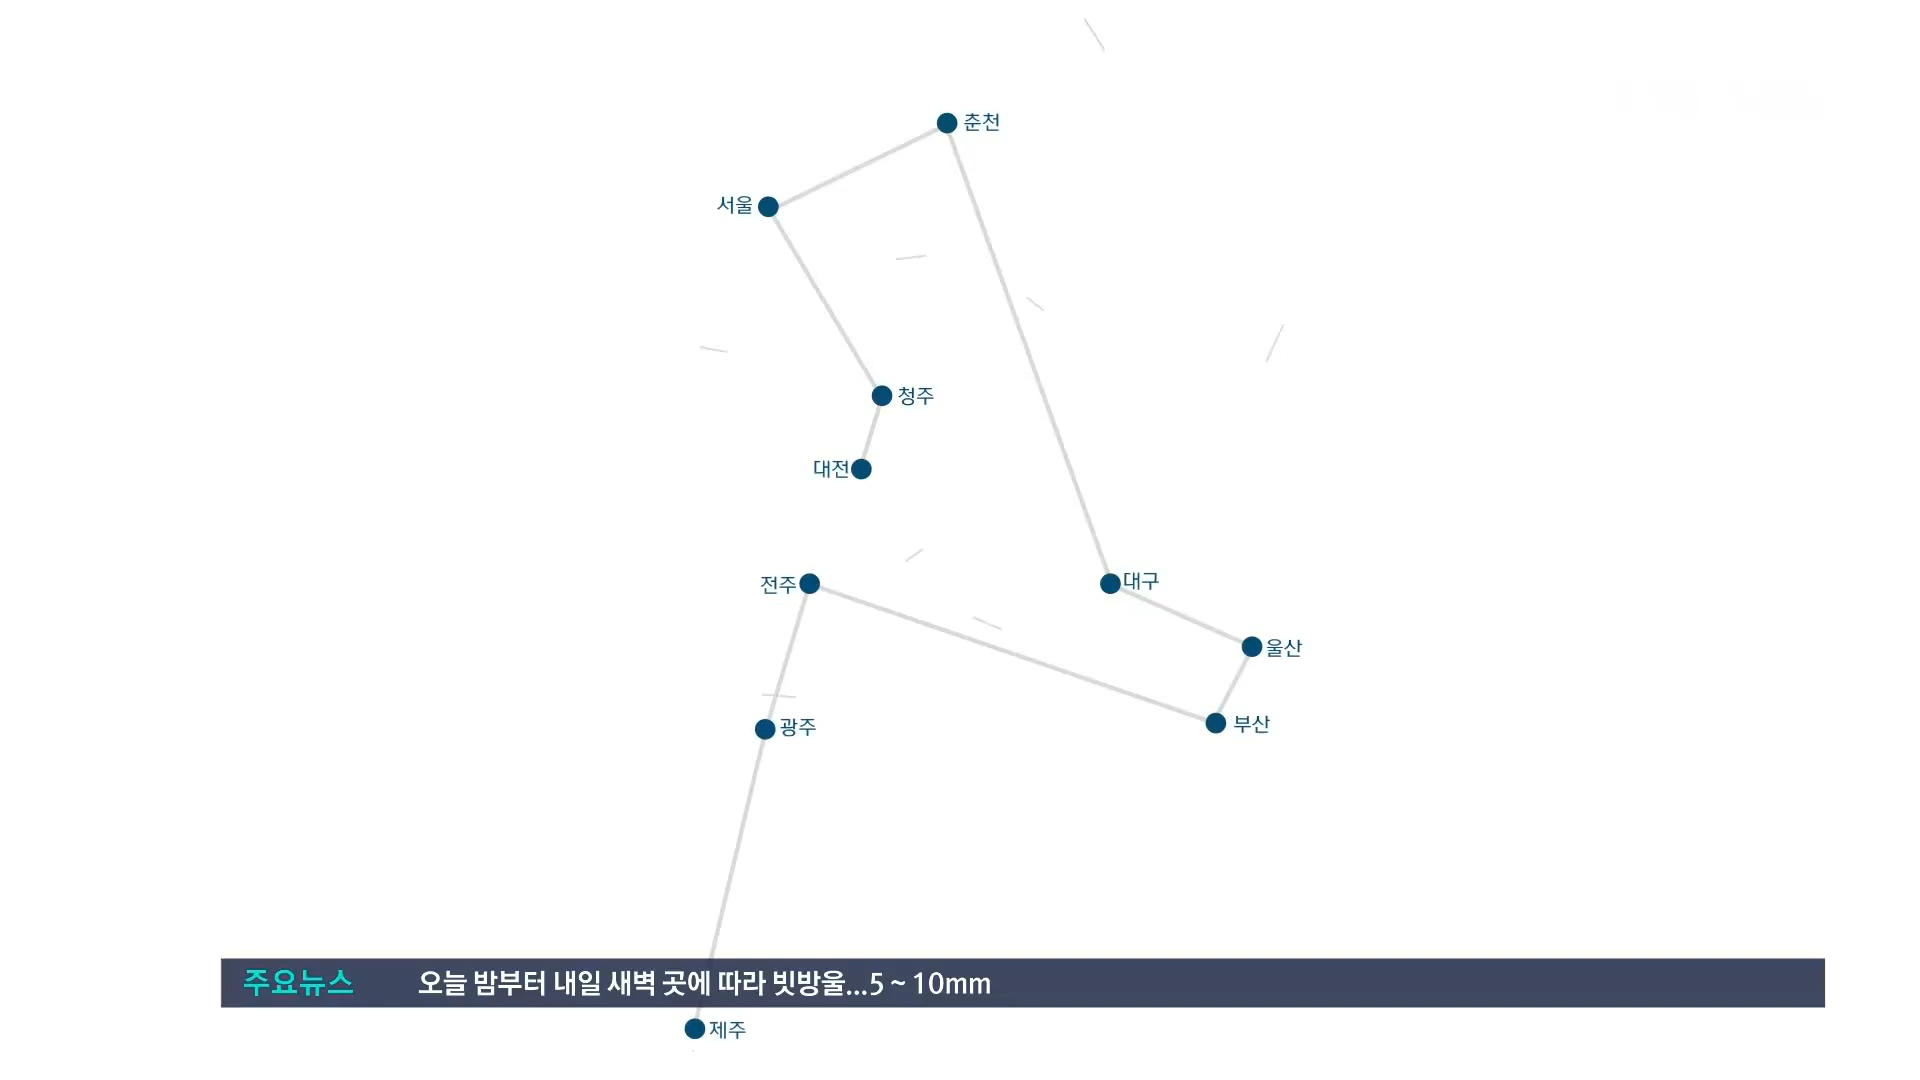 춘천
서울
청주
대전
전주
대구
울산
부산
광주
주요뉴스 오늘 밤부터 내일 새벽 곳에 따라 빗방울...5 ~ 10mm
제주